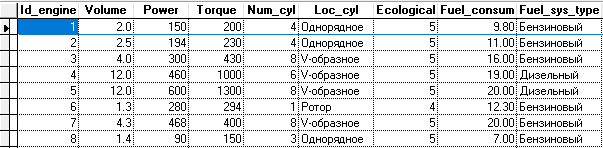 Id_engine Volume Power Torque Num_cyl Loc_cyl Ecological Fuel_consum Fuel_sys_type
1 2.0 150 200 4 Однорядное 5 9.80 Бензиновый
2 2.5 194 230 4 Однорядное 5 11.00 Бензиновый
3 4.0 300 430 8 V-образное 5 16.00 Бензиновый
4 12.0 460 1000 6 V-образное 5 19.00 Дизельный
5 12.0 600 1300 8 V-образное 5 20.00 Дизельный
6 1.3 280 294 1 Ротор 4 12.30 Бензиновый
7 4.3 468 400 8 V-образное 5 20.00 Бензиновый
8 1.4 90 150 3 Однорядное 5 7.00 Бензиновый